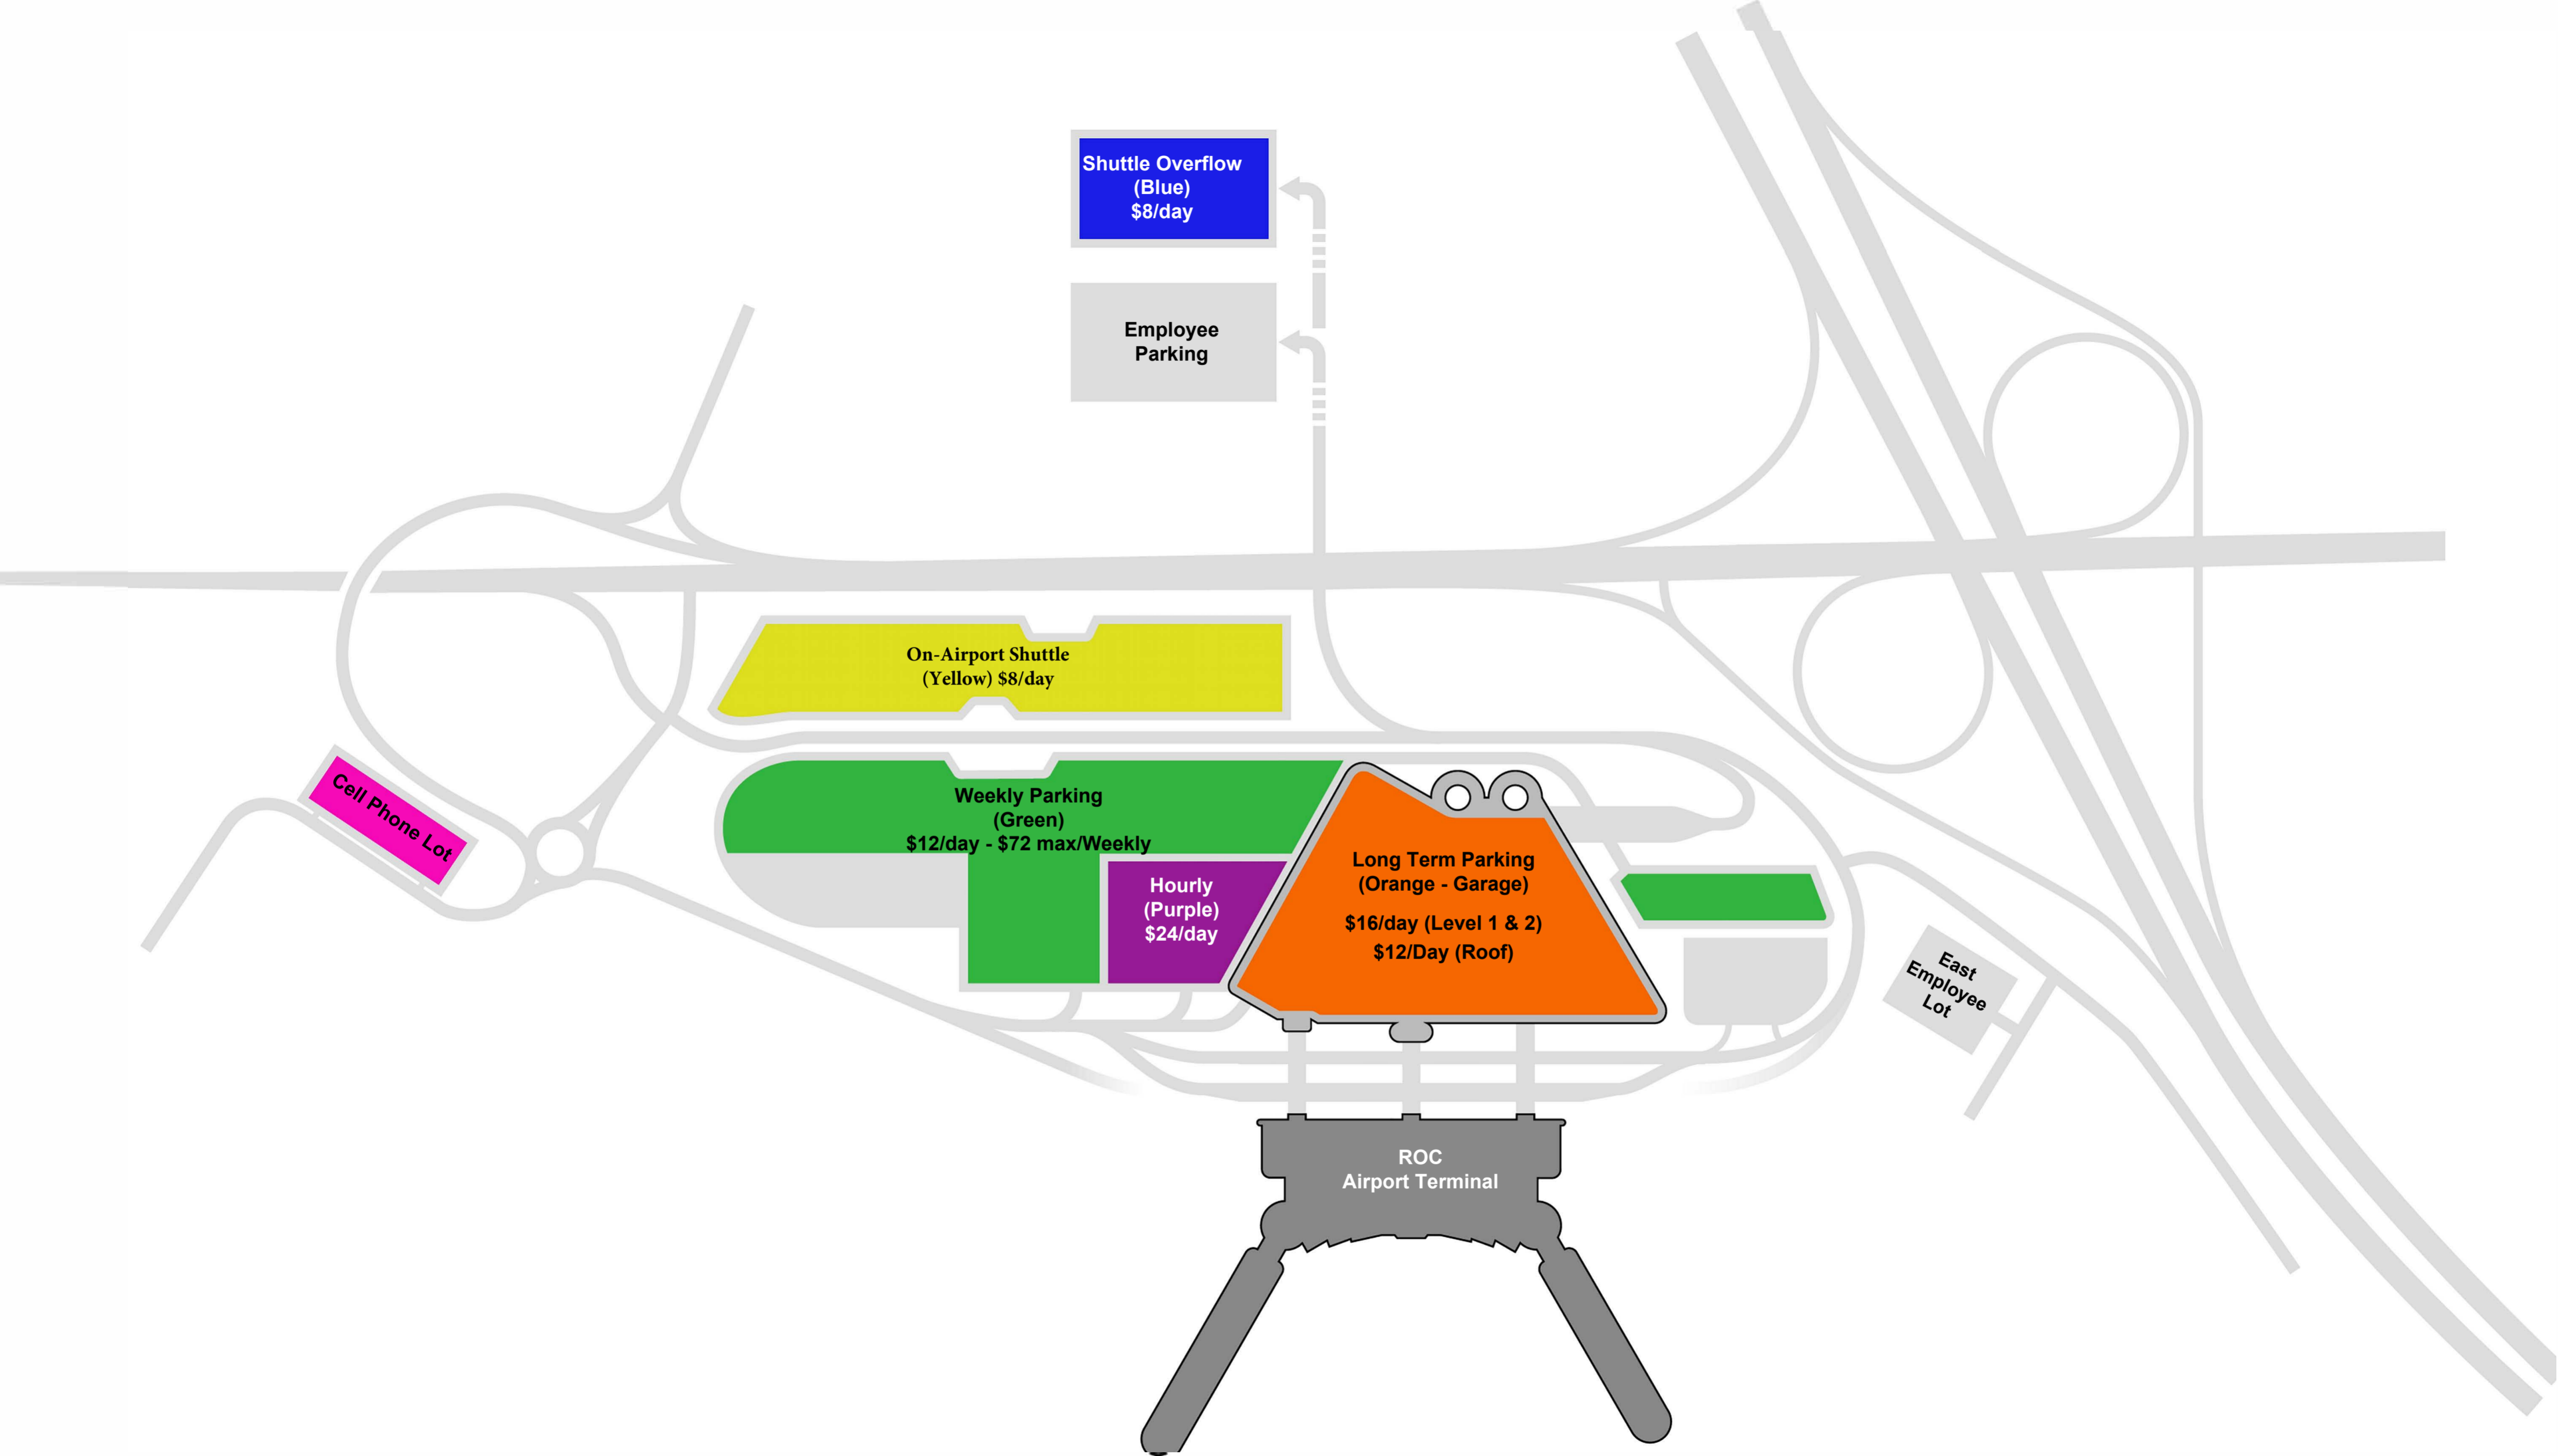 Shuttle Overflow
(Blue)
$8/day
Employee
Parking
On-Airport Shuttle
(Yellow) $8/day
Cell Phone Lot
Weekly Parking
(Green)
$12/day - $72 max/Weekly
Hourly
(Purple)
$24/day
Long Term Parking
(Orange - Garage)
$16/day (Level 1 & 2)
$12/Day (Roof)
East
Employee
Lot
ROC
Airport Terminal